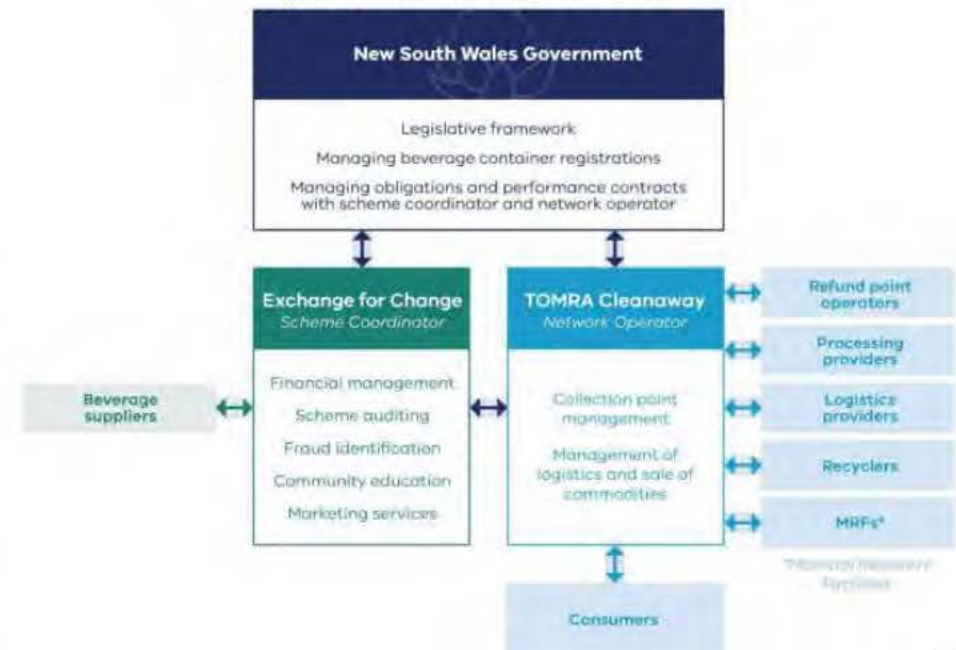 New South Wales Government
Legislative framework
Managing beverage container registrations
Managing obligations and performance contracts
with scheme coordinator and network operator
Exchange for Change
Scheme Coordinator
Financial management
Scheme auditing
Fraud identification
Community education
Marketing services
TOMRA Cleanaway
Network Operator
Collection point
management
Management of
logistics and sale of
commodities
Beverage
suppliers
Refund point
operators
Processing
providers
Logistics
providers
Recyclers
MRFs*
Consumers